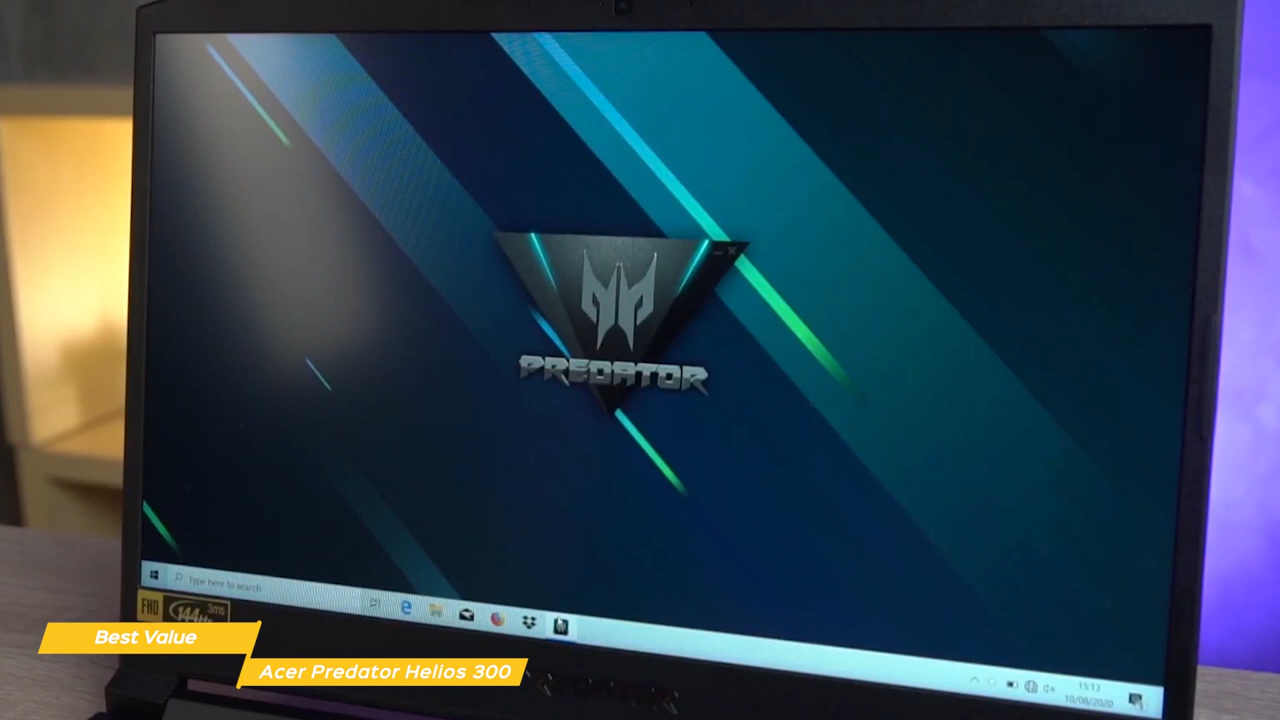 PREDATOR
Type here to search
15:13
10/08/2020
FHD
144Hz
3ms
Best Value
Acer Predator Helios 300
PREDATOR